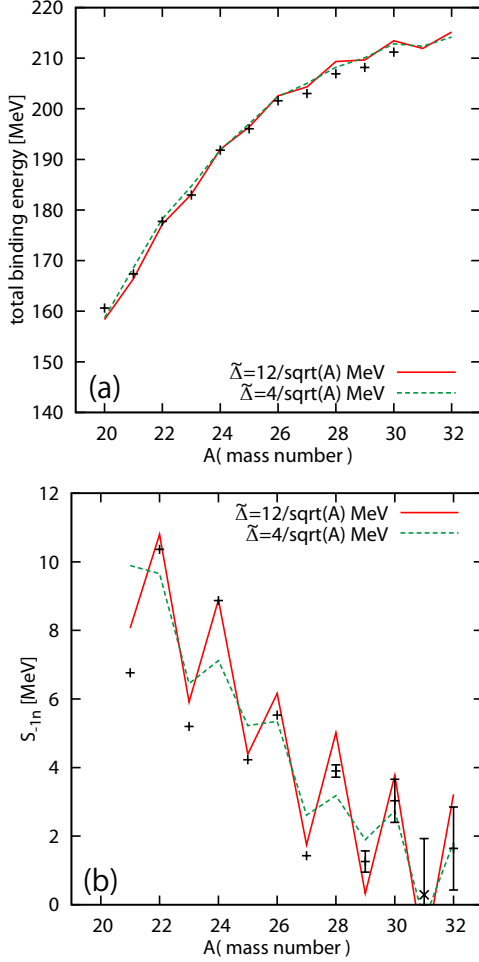 220
210
200
190
180
170
160
150
140
total binding energy [MeV]
(a)
Δ̃=12/sqrt(A) MeV
Δ̃=4/sqrt(A) MeV
20 22 24 26 28 30 32
A( mass number )
12
10
8
6
4
2
0
S-1n [MeV]
Δ̃=12/sqrt(A) MeV
Δ̃=4/sqrt(A) MeV
(b)
20 22 24 26 28 30 32
A( mass number )